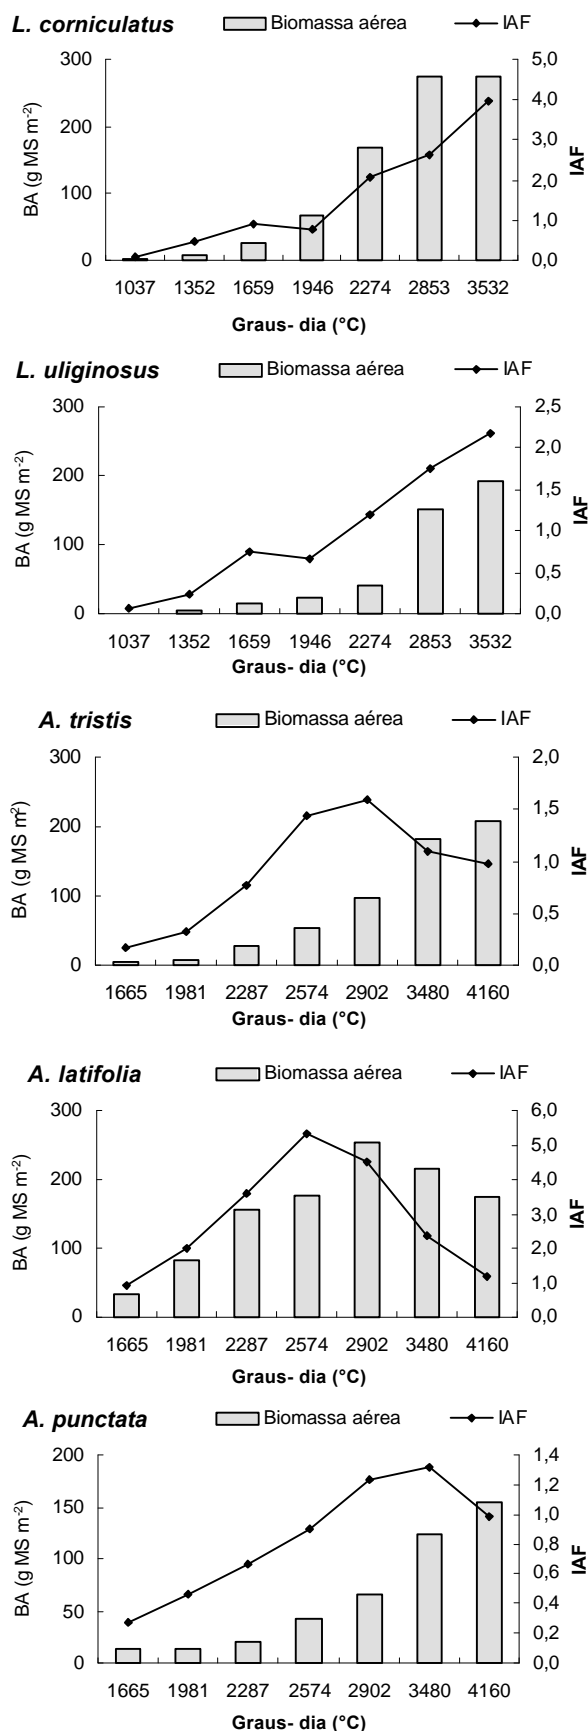 L. corniculatus Biomassa aérea IAF
300 5,0
4,0
200
3,0
BA (g MS m-2) IAF
2,0
100
1,0
0 0,0
1037 1352 1659 1946 2274 2853 3532
Graus- dia (°C)
L. uliginosus Biomassa aérea IAF
300 2,5
2,0
200
1,5
BA (g MS m-2) IAF
1,0
100
0,5
0 0,0
1037 1352 1659 1946 2274 2853 3532
Graus- dia (°C)
A. tristis Biomassa aérea IAF
300 2,0
200 1,5
BA (g MS m2) IAF
1,0
100
0,5
0 0,0
1665 1981 2287 2574 2902 3480 4160
Graus- dia (°C)
A. latifolia Biomassa aérea IAF
300 6,0
5,0
200 4,0
BA (g MS m-2) IAF
3,0
100 2,0
1,0
0 0,0
1665 1981 2287 2574 2902 3480 4160
Graus- dia (°C)
A. punctata Biomassa aérea IAF
200 1,4
1,2
150
1,0
BA (g MS m-2) IAF
0,8
100
0,6
50 0,4
0,2
0 0,0
1665 1981 2287 2574 2902 3480 4160
Graus- dia (°C)